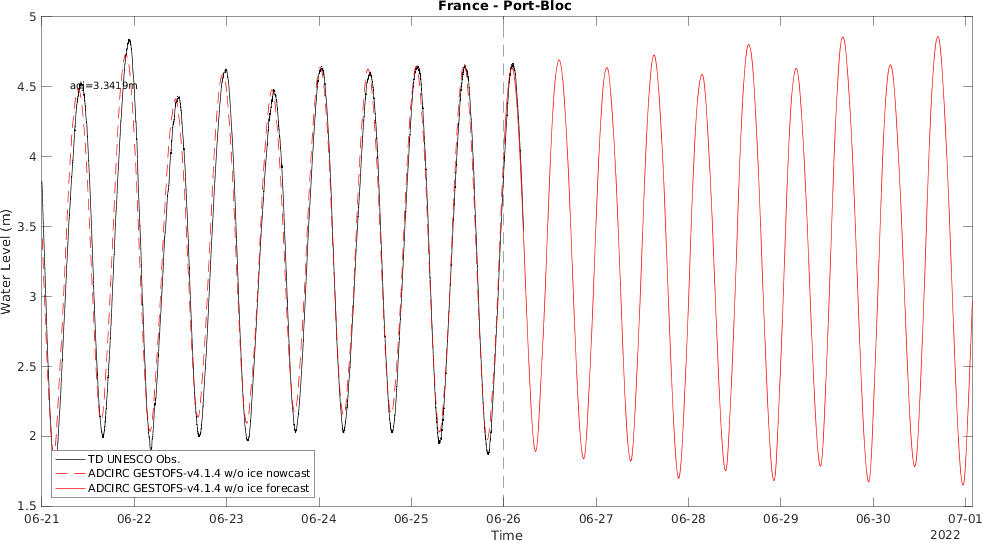 France - Port-Bloc
Water Level (m)
5
4.5
4
3.5
3
2.5
2
1.5
adj=3.3419m
TD UNESCO Obs.
ADCIRC GESTOFS-v4.1.4 w/o ice nowcast
ADCIRC GESTOFS-v4.1.4 w/o ice forecast
06-21 06-22 06-23 06-24 06-25 06-26 06-27 06-28 06-29 06-30 07-01
Time
2022